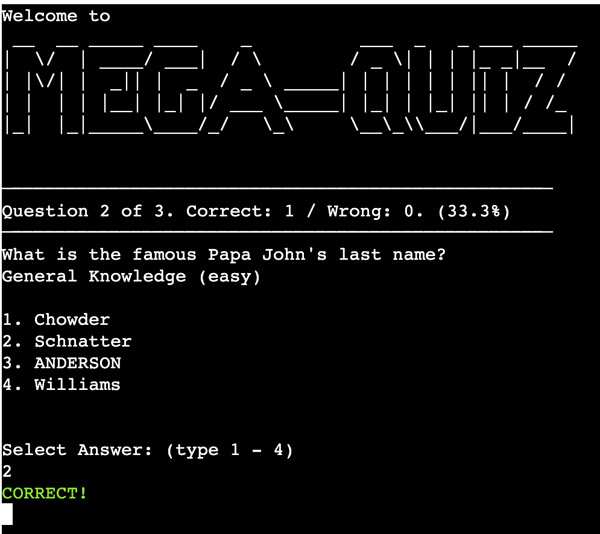 Welcome to
MEGA-QUIZ
Question 2 of 3. Correct: 1 / Wrong: 0. (33.3%)
What is the famous Papa John's last name?
General Knowledge (easy)
1. Chowder
2. Schnatter
3. ANDERSON
4. Williams
Select Answer: (type 1 - 4)
2
CORRECT!